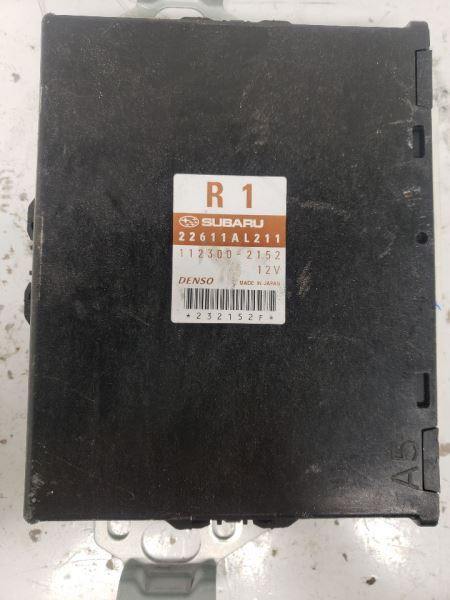 R 1
SUBARU
22611AL211
112300-2152
12V
DENSO MADE IN JAPAN
*232152F*
A5